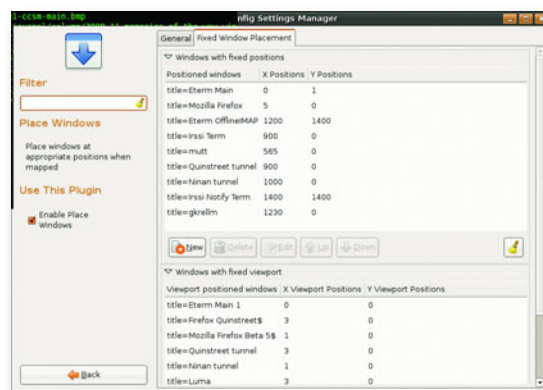 1-ccsm-main.bmp
nfig Settings Manager
General Fixed Window Placement
Filter
Place Windows
Place windows at
appropriate positions when
mapped
Use This Plugin
Enable Place
Windows
Back
Windows with fixed positions
Positioned windows X Positions Y Positions
title=Eterm Main 0 1
title=Mozilla Firefox 5 0
title=Eterm OfflineIMAP 1200 1400
title=Irssi Term 900 0
title=mutt 565 0
title=Quinstreet tunnel 900 0
title=Ninan tunnel 1000 0
title=Irssi Notify Term 1400 1400
title=gkrellm 1230 0
New Delete Edit Up Down
Windows with fixed viewport
Viewport positioned windows X Viewport Positions Y Viewport Positions
title=Eterm Main 1 0 0
title=Firefox Quinstreet$ 3 0
title=Mozilla Firefox Beta 5$ 1 0
title=Quinstreet tunnel 3 0
title=Ninan tunnel 1 0
title=Luma 3 0